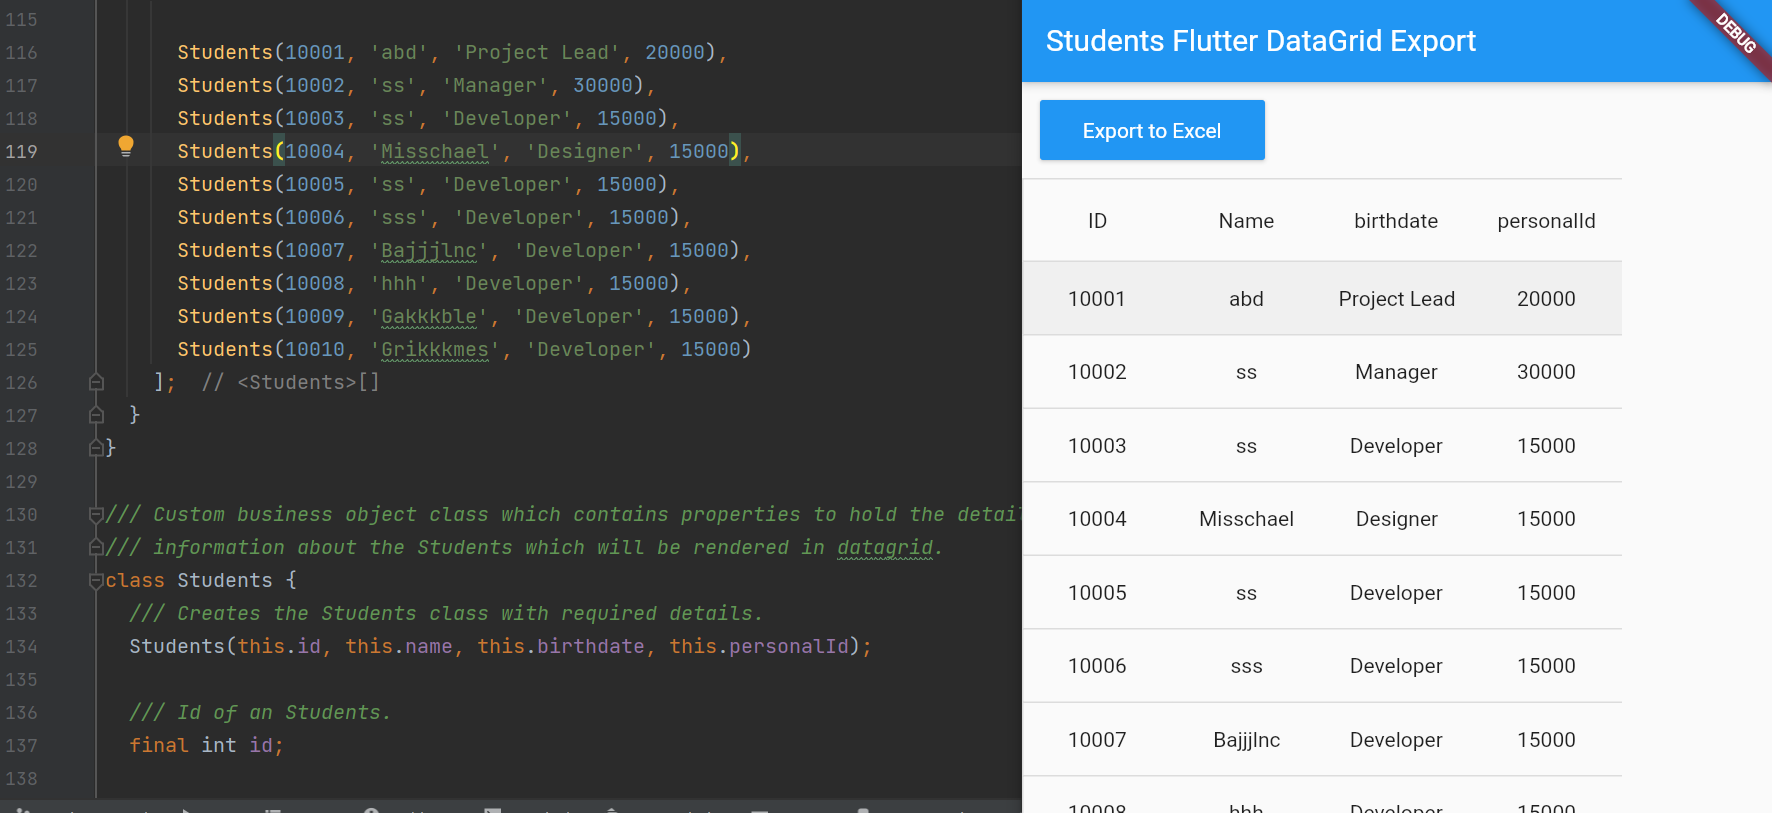 115
116 Students(10001, 'abd', 'Project Lead', 20000),
117 Students(10002, 'ss', 'Manager', 30000),
118 Students(10003, 'ss', 'Developer', 15000),
119 Students(10004, 'Misschael', 'Designer', 15000),
120 Students(10005, 'ss', 'Developer', 15000),
121 Students(10006, 'sss', 'Developer', 15000),
122 Students(10007, 'Bajjjlnc', 'Developer', 15000),
123 Students(10008, 'hhh', 'Developer', 15000),
124 Students(10009, 'Gakkkble', 'Developer', 15000),
125 Students(10010, 'Grikkkmes', 'Developer', 15000)
126 ]; // <Students>[]
127 }
128 }
129
130 /// Custom business object class which contains properties to hold the detai
131 /// information about the Students which will be rendered in datagrid.
132 class Students {
133 /// Creates the Students class with required details.
134 Students(this.id, this.name, this.birthdate, this.personalId);
135
136 /// Id of an Students.
137 final int id;
138
Students Flutter DataGrid Export
DEBUG
Export to Excel
ID Name birthdate personalId
10001 abd Project Lead 20000
10002 ss Manager 30000
10003 ss Developer 15000
10004 Misschael Designer 15000
10005 ss Developer 15000
10006 sss Developer 15000
10007 Bajjjlnc Developer 15000
10008 hhh Developer 15000